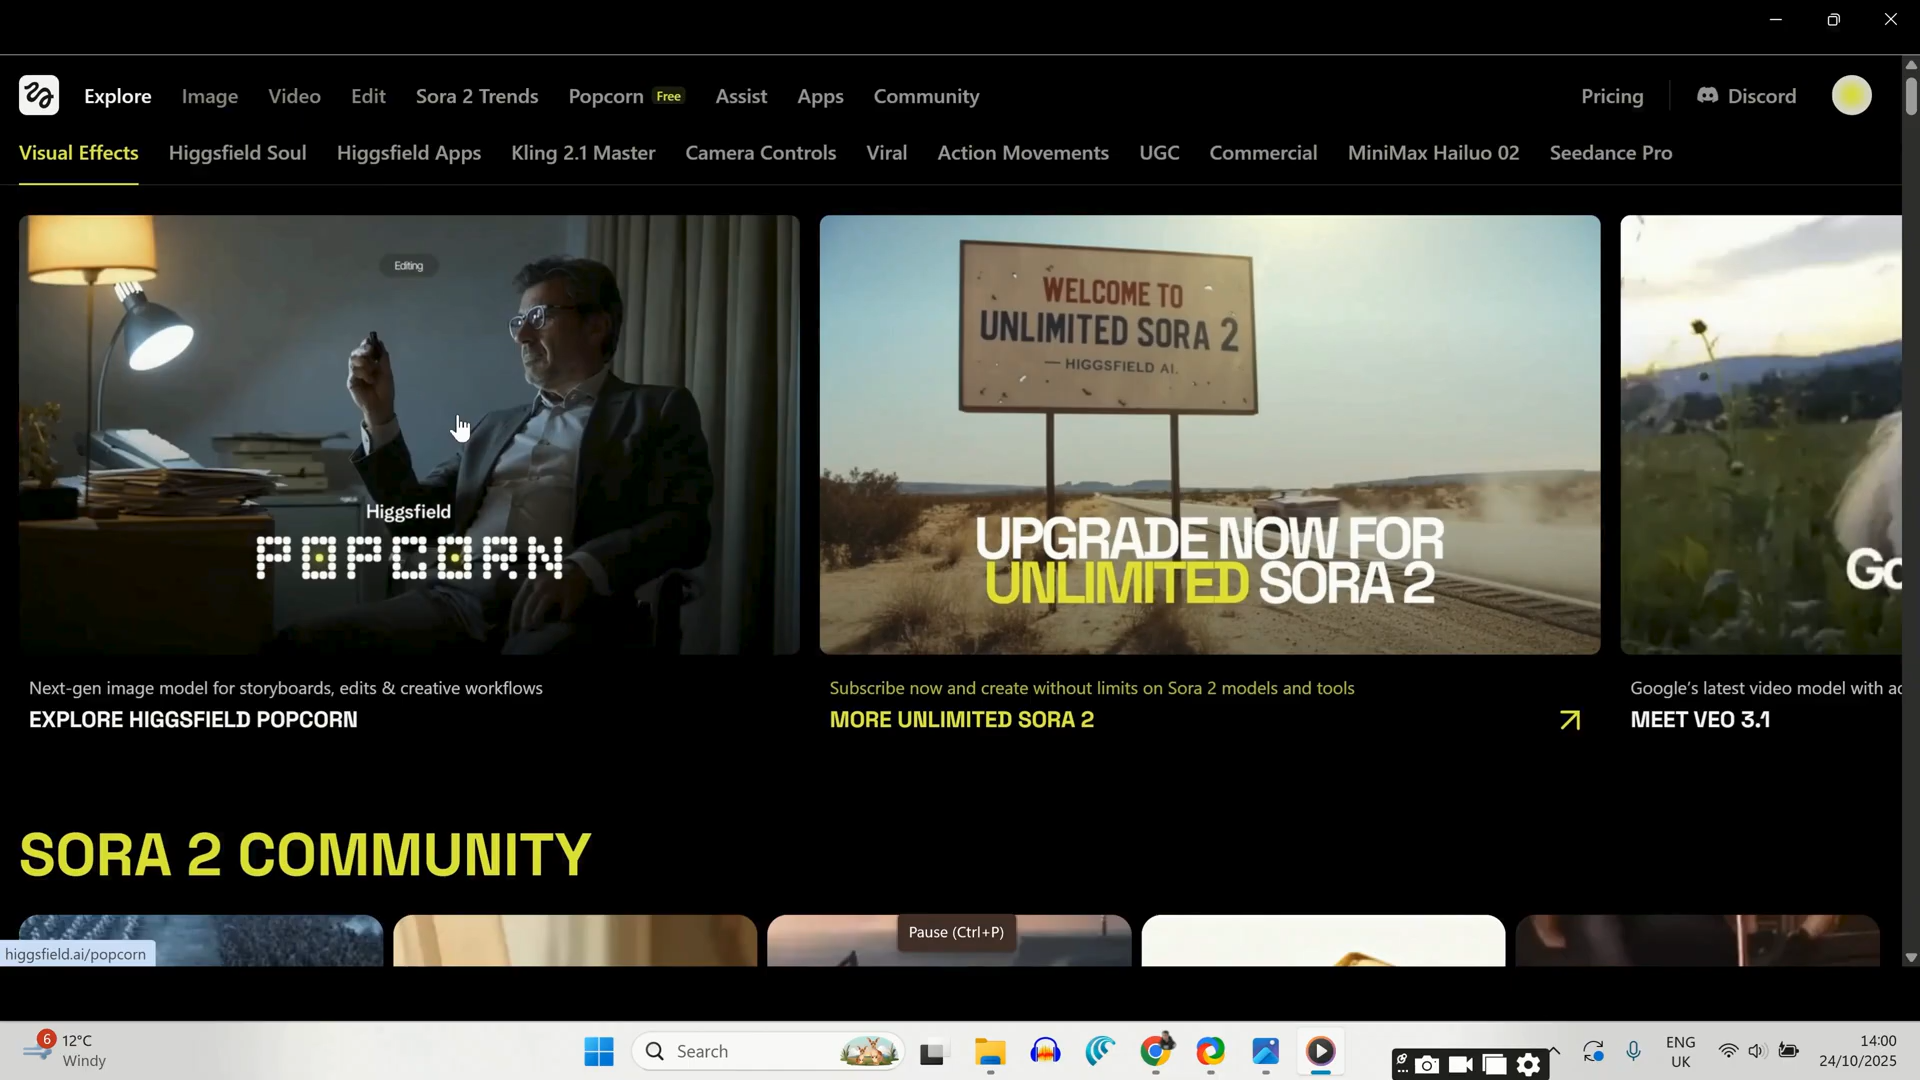 Explore Image Video Edit Sora 2 Trends Popcorn Free Assist Apps Community Pricing Discord
Visual Effects Higgsfield Soul Higgsfield Apps Kling 2.1 Master Camera Controls Viral Action Movements UGC Commercial MiniMax Hailuo 02 Seedance Pro
Editing
Higgsfield
POPCORN
WELCOME TO
UNLIMITED SORA 2
— HIGGSFIELD AI.
UPGRADE NOW FOR
UNLIMITED SORA 2
Go
Next-gen image model for storyboards, edits & creative workflows
EXPLORE HIGGSFIELD POPCORN
Subscribe now and create without limits on Sora 2 models and tools
MORE UNLIMITED SORA 2
Google's latest video model with
MEET VEO 3.1
SORA 2 COMMUNITY
Pause (Ctrl+P)
higgsfield.ai/popcorn
6
12°C
Windy
Search
ENG
UK
14:00
24/10/2025